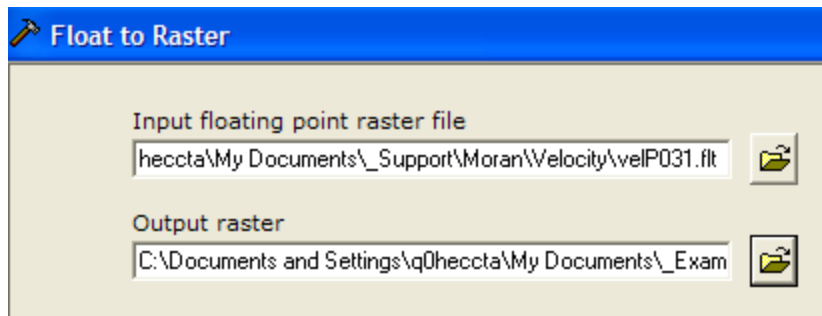 Float to Raster
Input floating point raster file
heccta\My Documents\_Support\Moran\Velocity\velP031.flt
Output raster
C:\Documents and Settings\q0heccta\My Documents\_Exam